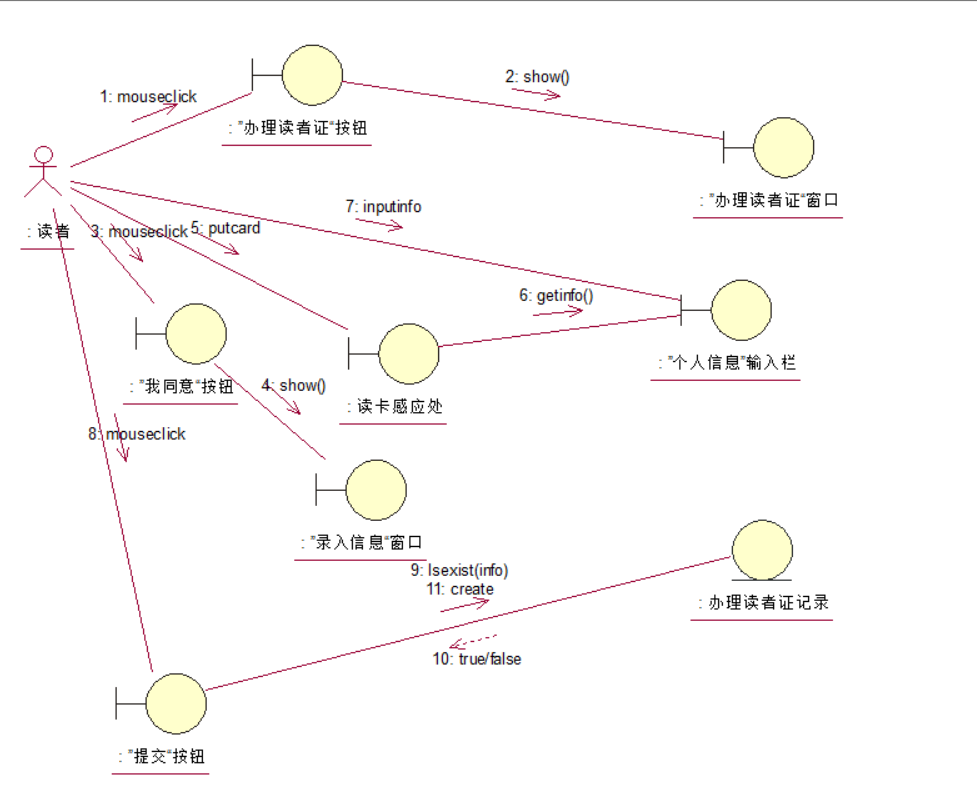 1: mouseclick
2: show()
: "办理读者证“按钮
: "办理读者证“窗口
7: inputinfo
: 读者
3: mouseclick
5: putcard
6: getinfo()
: "个人信息“输入栏
: "我同意“按钮
4: show()
: 读卡感应处
8: mouseclick
: "录入信息“窗口
9: Isexist(info)
11: create
: 办理读者证记录
10: true/false
: "提交“按钮